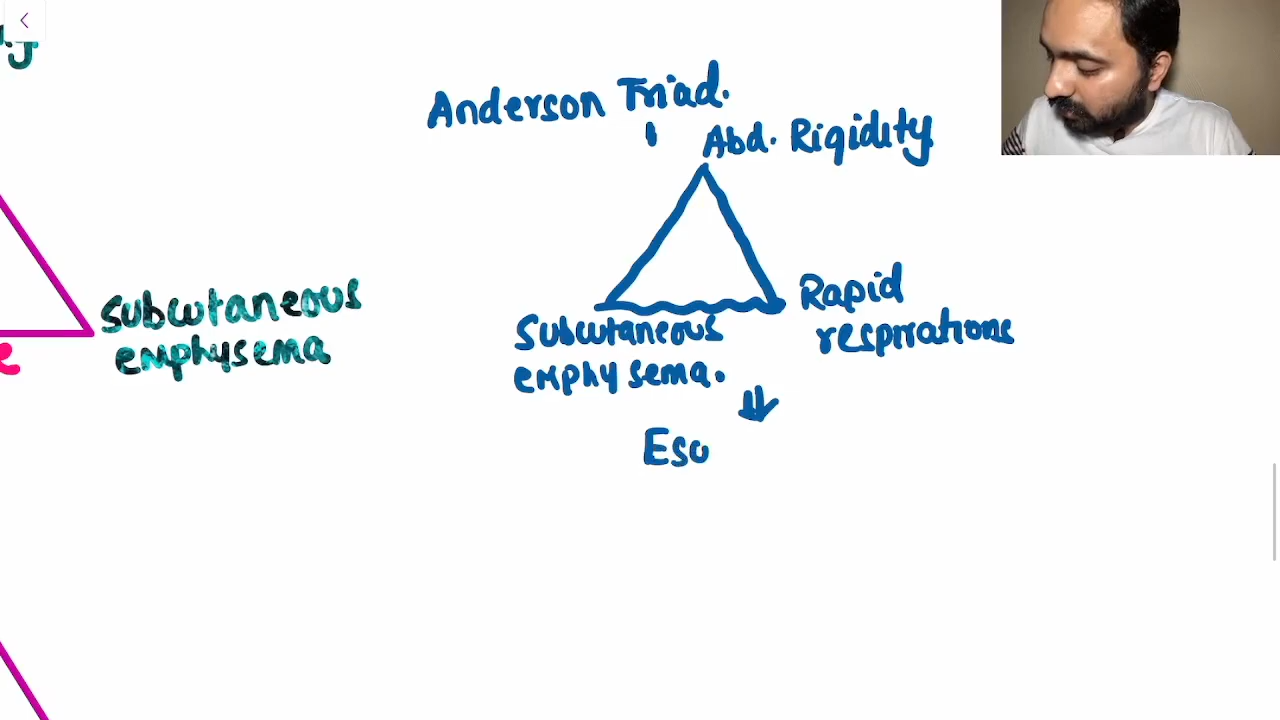 Anderson Triad.
Abd. Rigidity
Subcutaneous
emphysema
Rapid
respirations
Subcutaneous
emphysema.
Eso